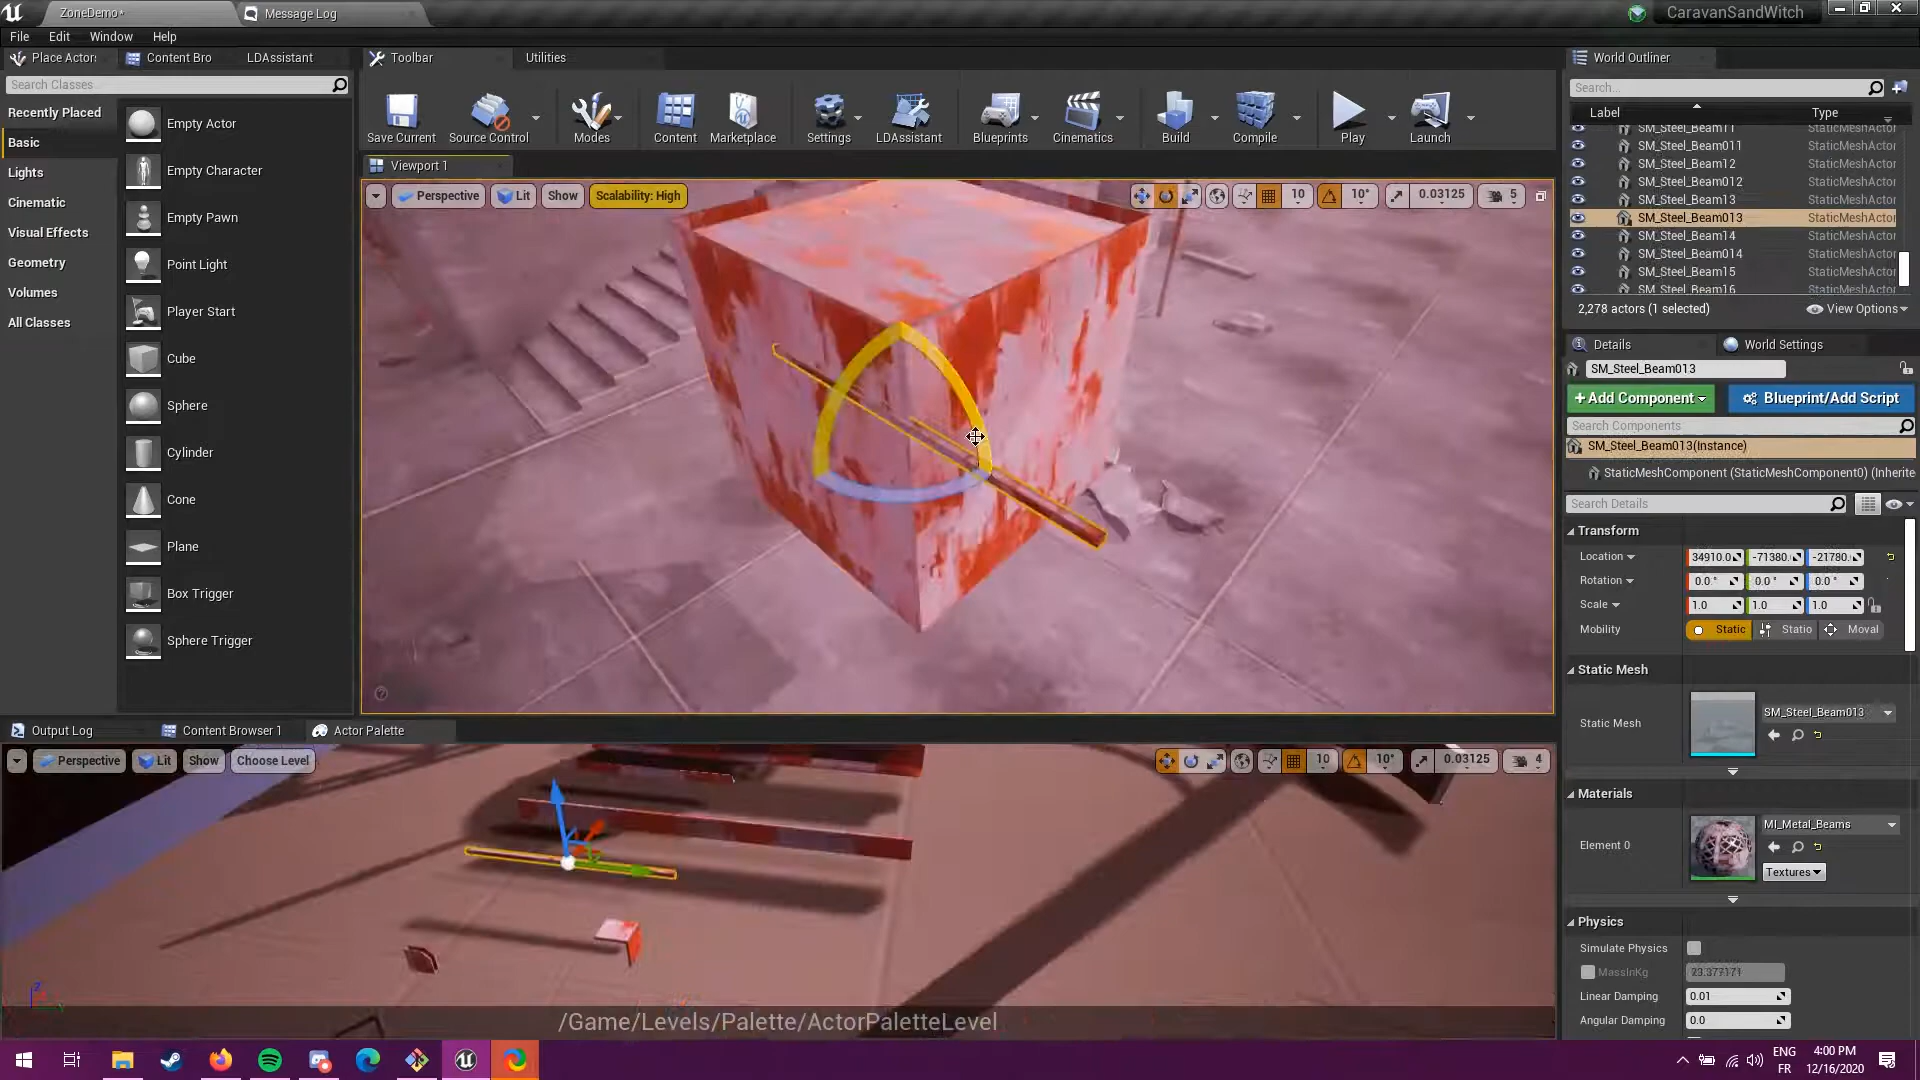 ZoneDemo*
Message Log
CaravanSandWitch
File
Edit
Window
Help
Place Actors
Content Bro
LDAssistant
Toolbar
Utilities
World Outliner
Search Classes
Recently Placed
Basic
Lights
Cinematic
Visual Effects
Geometry
Volumes
All Classes
Empty Actor
Empty Character
Empty Pawn
Point Light
Player Start
Cube
Sphere
Cylinder
Cone
Plane
Box Trigger
Sphere Trigger
Save Current
Source Control
Modes
Content
Marketplace
Settings
LDAssistant
Blueprints
Cinematics
Build
Compile
Play
Launch
Viewport 1
Perspective
Lit
Show
Scalability: High
10
10°
0.03125
5
Search...
Label
Type
SM_Steel_Beam11 StaticMeshActor
SM_Steel_Beam011 StaticMeshActor
SM_Steel_Beam12 StaticMeshActor
SM_Steel_Beam012 StaticMeshActor
SM_Steel_Beam13 StaticMeshActor
SM_Steel_Beam013 StaticMeshActor
SM_Steel_Beam14 StaticMeshActor
SM_Steel_Beam014 StaticMeshActor
SM_Steel_Beam15 StaticMeshActor
SM_Steel_Beam16 StaticMeshActor
2,278 actors (1 selected)
View Options
Details
World Settings
SM_Steel_Beam013
+Add Component
Blueprint/Add Script
Search Components
SM_Steel_Beam013(Instance)
StaticMeshComponent (StaticMeshComponent0) (Inherite
Search Details
Transform
Location 34910.0 -71380. -21780.
Rotation 0.0 ° 0.0 ° 0.0 °
Scale 1.0 1.0 1.0
Mobility Static Statio Moval
Static Mesh
Static Mesh
SM_Steel_Beam013
Materials
Element 0
MI_Metal_Beams
Textures
Physics
Simulate Physics
MassInKg 23.377171
Linear Damping 0.01
Angular Damping 0.0
Output Log
Content Browser 1
Actor Palette
Perspective
Lit
Show
Choose Level
10
10°
0.03125
4
Z
/Game/Levels/Palette/ActorPaletteLevel
ENG
FR
4:00 PM
12/16/2020